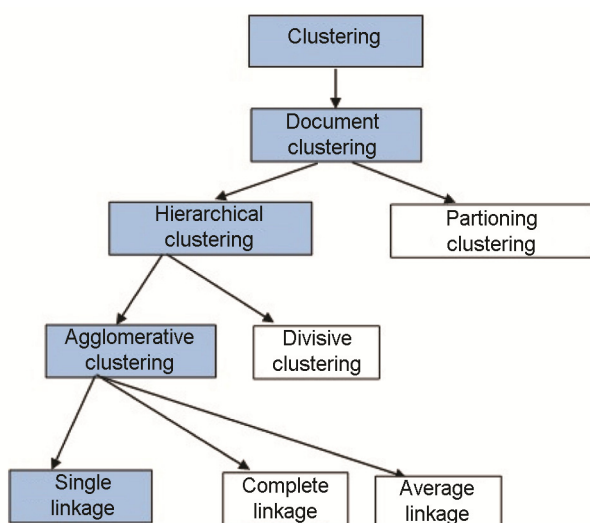 Clustering
Document
clustering
Hierarchical
clustering
Partioning
clustering
Agglomerative
clustering
Divisive
clustering
Single
linkage
Complete
linkage
Average
linkage